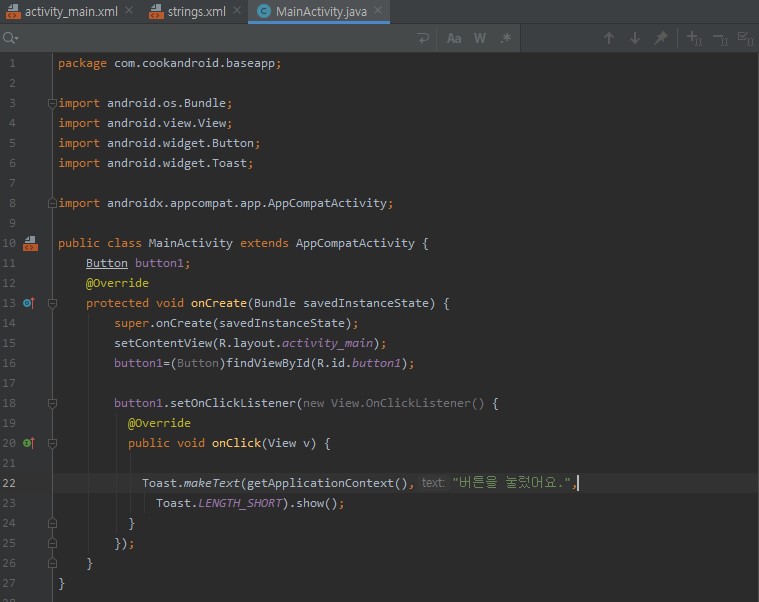 activity_main.xml strings.xml MainActivity.java
Aa W .*
1 package com.cookandroid.baseapp;
2
3 import android.os.Bundle;
4 import android.view.View;
5 import android.widget.Button;
6 import android.widget.Toast;
7
8 import androidx.appcompat.app.AppCompatActivity;
9
10 public class MainActivity extends AppCompatActivity {
11 Button button1;
12 @Override
13 protected void onCreate(Bundle savedInstanceState) {
14 super.onCreate(savedInstanceState);
15 setContentView(R.layout.activity_main);
16 button1=(Button)findViewById(R.id.button1);
17
18 button1.setOnClickListener(new View.OnClickListener() {
19 @Override
20 public void onClick(View v) {
21
22 Toast.makeText(getApplicationContext(), text: "버튼을 눌렀어요.",
23 Toast.LENGTH_SHORT).show();
24 }
25 });
26 }
27 }